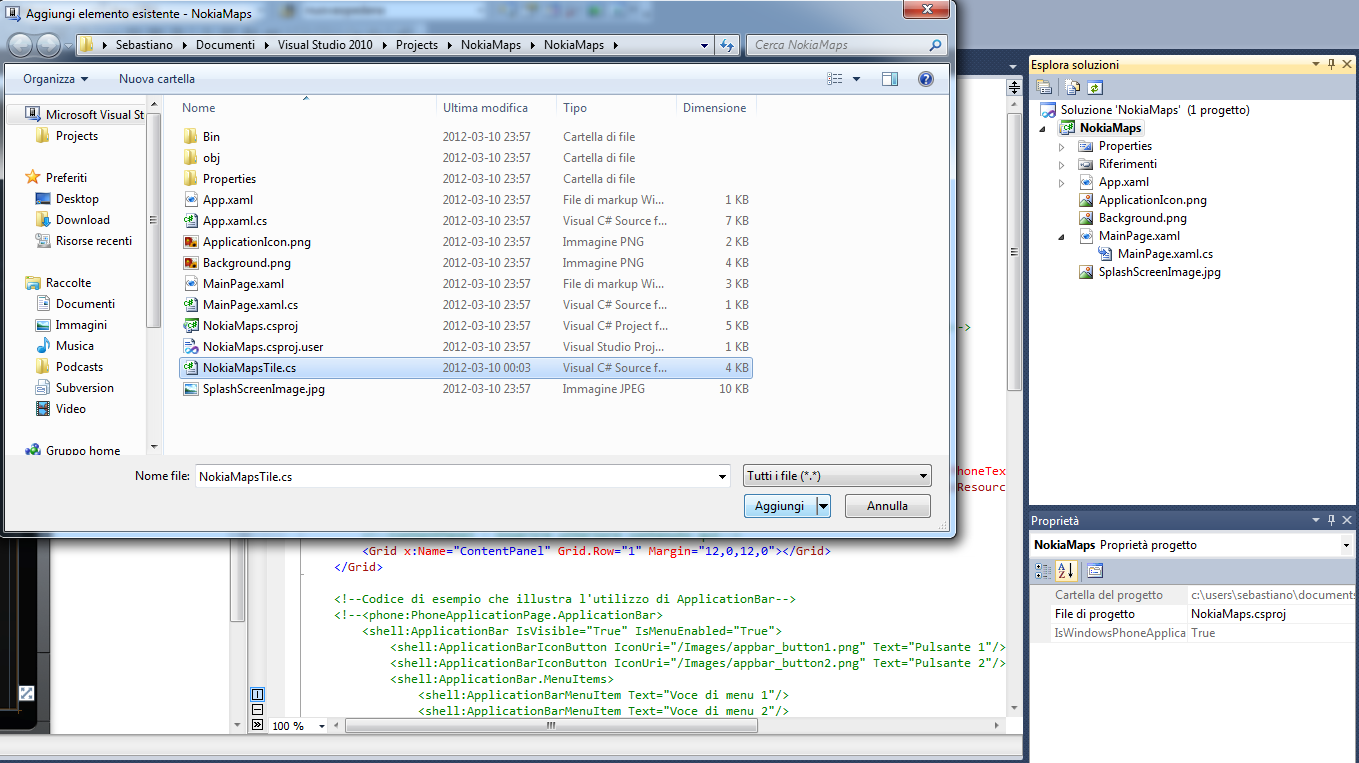 Aggiungi elemento esistente - NokiaMaps
Sebastiano Documenti Visual Studio 2010 Projects NokiaMaps NokiaMaps
Cerca NokiaMaps
Organizza Nuova cartella
Microsoft Visual St
Projects
Preferiti
Desktop
Download
Risorse recenti
Raccolte
Documenti
Immagini
Musica
Podcasts
Subversion
Video
Gruppo home
Nome Ultima modifica Tipo Dimensione
Bin 2012-03-10 23:57 Cartella di file
obj 2012-03-10 23:57 Cartella di file
Properties 2012-03-10 23:57 Cartella di file
App.xaml 2012-03-10 23:57 File di markup Wi... 1 KB
App.xaml.cs 2012-03-10 23:57 Visual C# Source f... 7 KB
ApplicationIcon.png 2012-03-10 23:57 Immagine PNG 2 KB
Background.png 2012-03-10 23:57 Immagine PNG 4 KB
MainPage.xaml 2012-03-10 23:57 File di markup Wi... 3 KB
MainPage.xaml.cs 2012-03-10 23:57 Visual C# Source f... 1 KB
NokiaMaps.csproj 2012-03-10 23:57 Visual C# Project f... 5 KB
NokiaMaps.csproj.user 2012-03-10 23:57 Visual Studio Proj... 1 KB
NokiaMapsTile.cs 2012-03-10 00:03 Visual C# Source f... 4 KB
SplashScreenImage.jpg 2012-03-10 23:57 Immagine JPEG 10 KB
Nome file: NokiaMapsTile.cs Tutti i file (*.*)
Aggiungi Annulla
->
honeTex
Resourc
<Grid x:Name="ContentPanel" Grid.Row="1" Margin="12,0,12,0"></Grid>
</Grid>
<!--Codice di esempio che illustra l'utilizzo di ApplicationBar-->
<!--<phone:PhoneApplicationPage.ApplicationBar>
<shell:ApplicationBar IsVisible="True" IsMenuEnabled="True">
<shell:ApplicationBarIconButton IconUri="/Images/appbar_button1.png" Text="Pulsante 1"/>
<shell:ApplicationBarIconButton IconUri="/Images/appbar_button2.png" Text="Pulsante 2"/>
<shell:ApplicationBar.MenuItems>
<shell:ApplicationBarMenuItem Text="Voce di menu 1"/>
<shell:ApplicationBarMenuItem Text="Voce di menu 2"/>
100 %
Esplora soluzioni
Soluzione 'NokiaMaps' (1 progetto)
NokiaMaps
Properties
Riferimenti
App.xaml
ApplicationIcon.png
Background.png
MainPage.xaml
MainPage.xaml.cs
SplashScreenImage.jpg
Proprietà
NokiaMaps Proprietà progetto
Cartella del progetto c:\users\sebastiano\documents
File di progetto NokiaMaps.csproj
IsWindowsPhoneApplica True